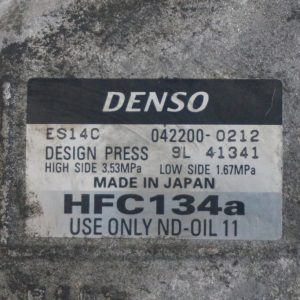 DENSO
ES14C 042200-0212
DESIGN PRESS 9L 41341
HIGH SIDE 3.53MPa LOW SIDE 1.67MPa
MADE IN JAPAN
HFC134a
USE ONLY ND-OIL 11